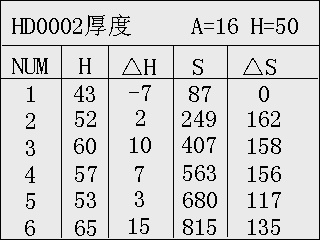 HD0002厚度 A=16 H=50
NUM H △H S △S
1 43 -7 87 0
2 52 2 249 162
3 60 10 407 158
4 57 7 563 156
5 53 3 680 117
6 65 15 815 135